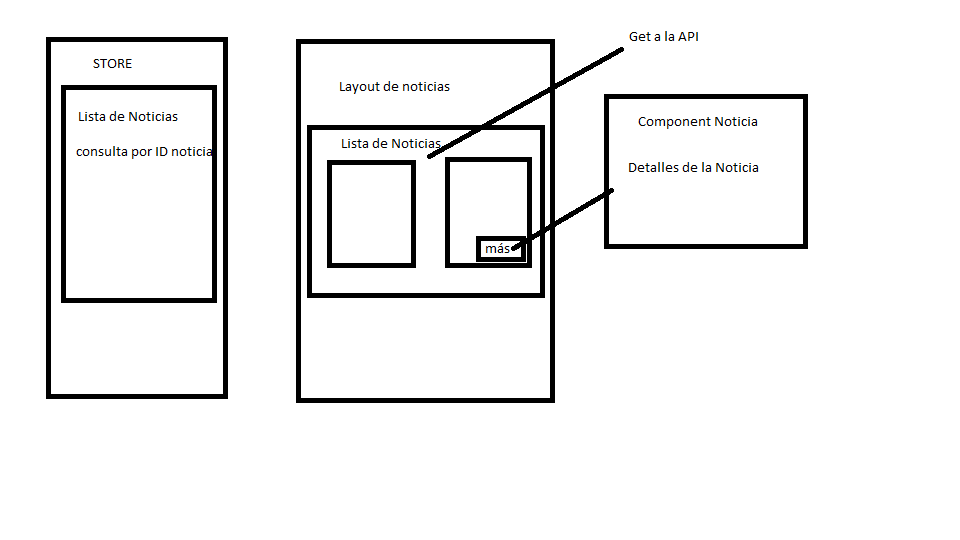 STORE
Lista de Noticias
consulta por ID noticia
Layout de noticias
Lista de Noticias
más
Get a la API
Component Noticia
Detalles de la Noticia